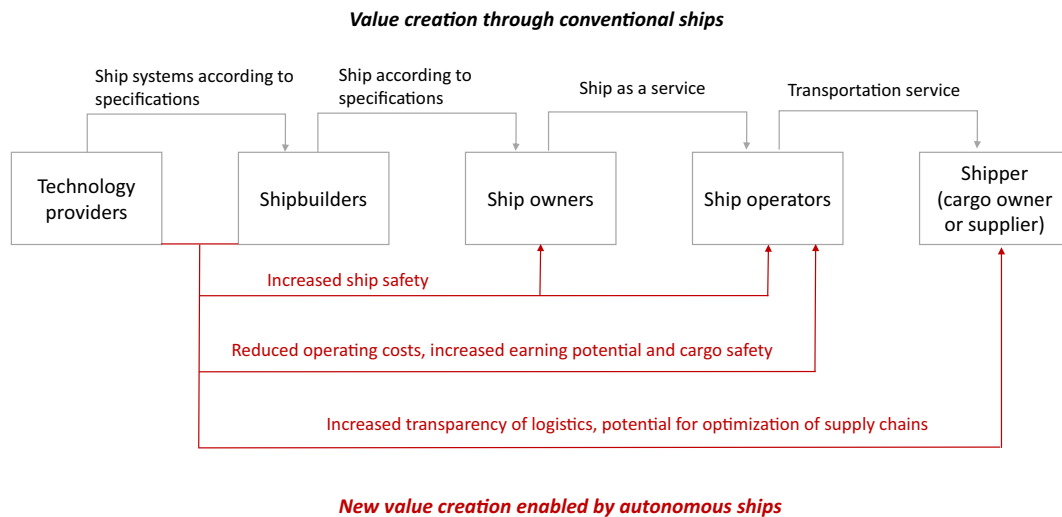 Value creation through conventional ships
Ship systems according to
specifications
Ship according to
specifications
Ship as a service
Transportation service
Technology
providers
Shipbuilders
Ship owners
Ship operators
Shipper
(cargo owner
or supplier)
Increased ship safety
Reduced operating costs, increased earning potential and cargo safety
Increased transparency of logistics, potential for optimization of supply chains
New value creation enabled by autonomous ships